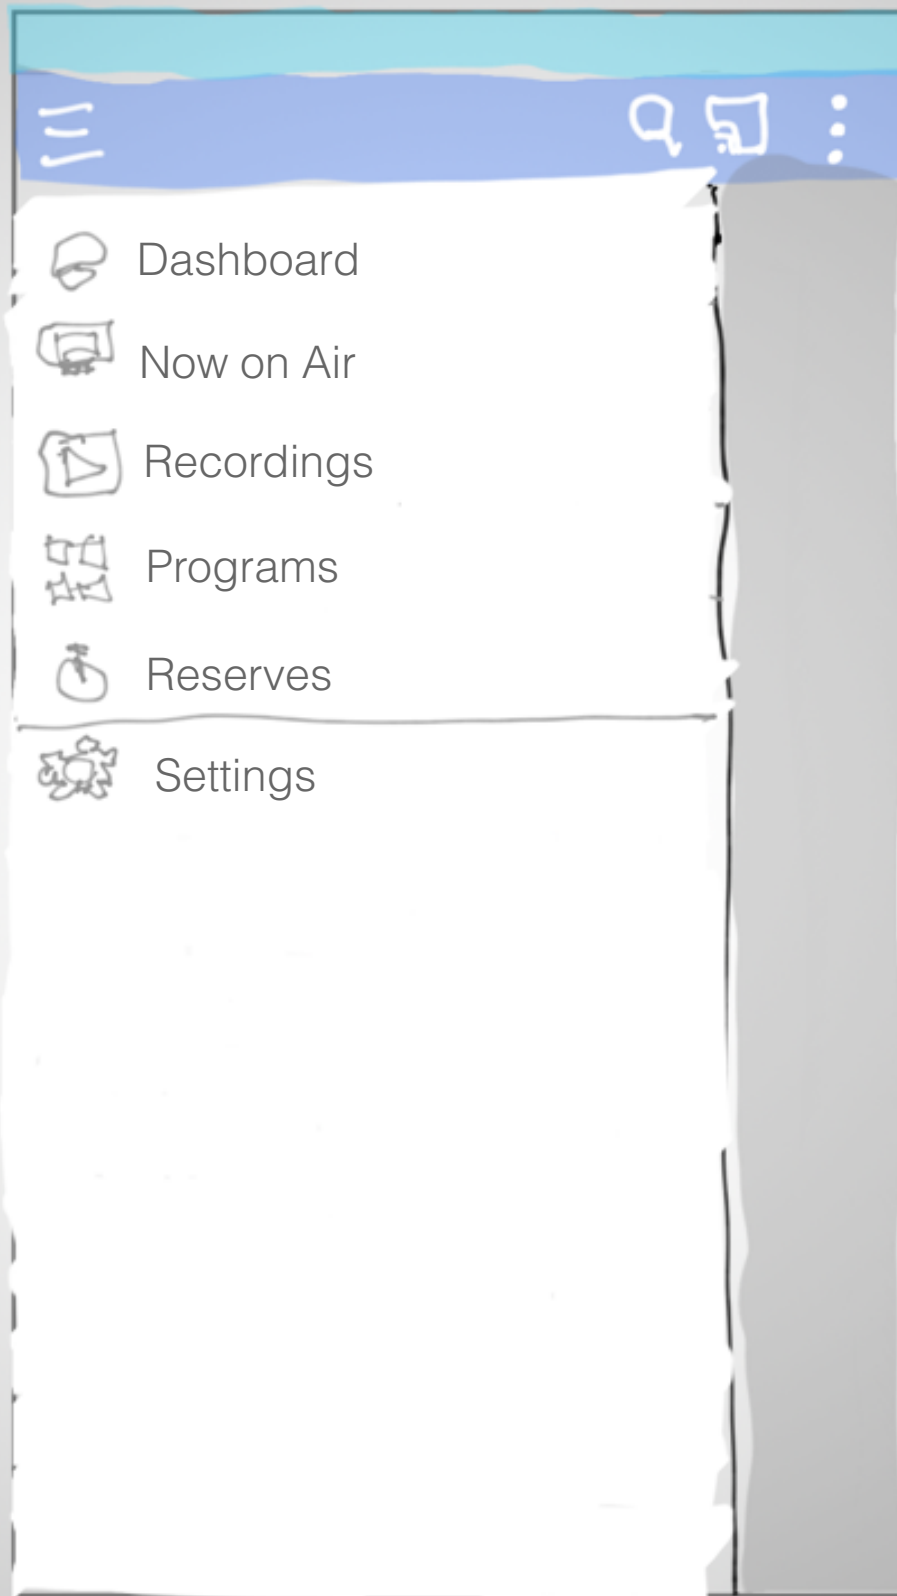 Dashboard
Now on Air
Recordings
Programs
Reserves
Settings